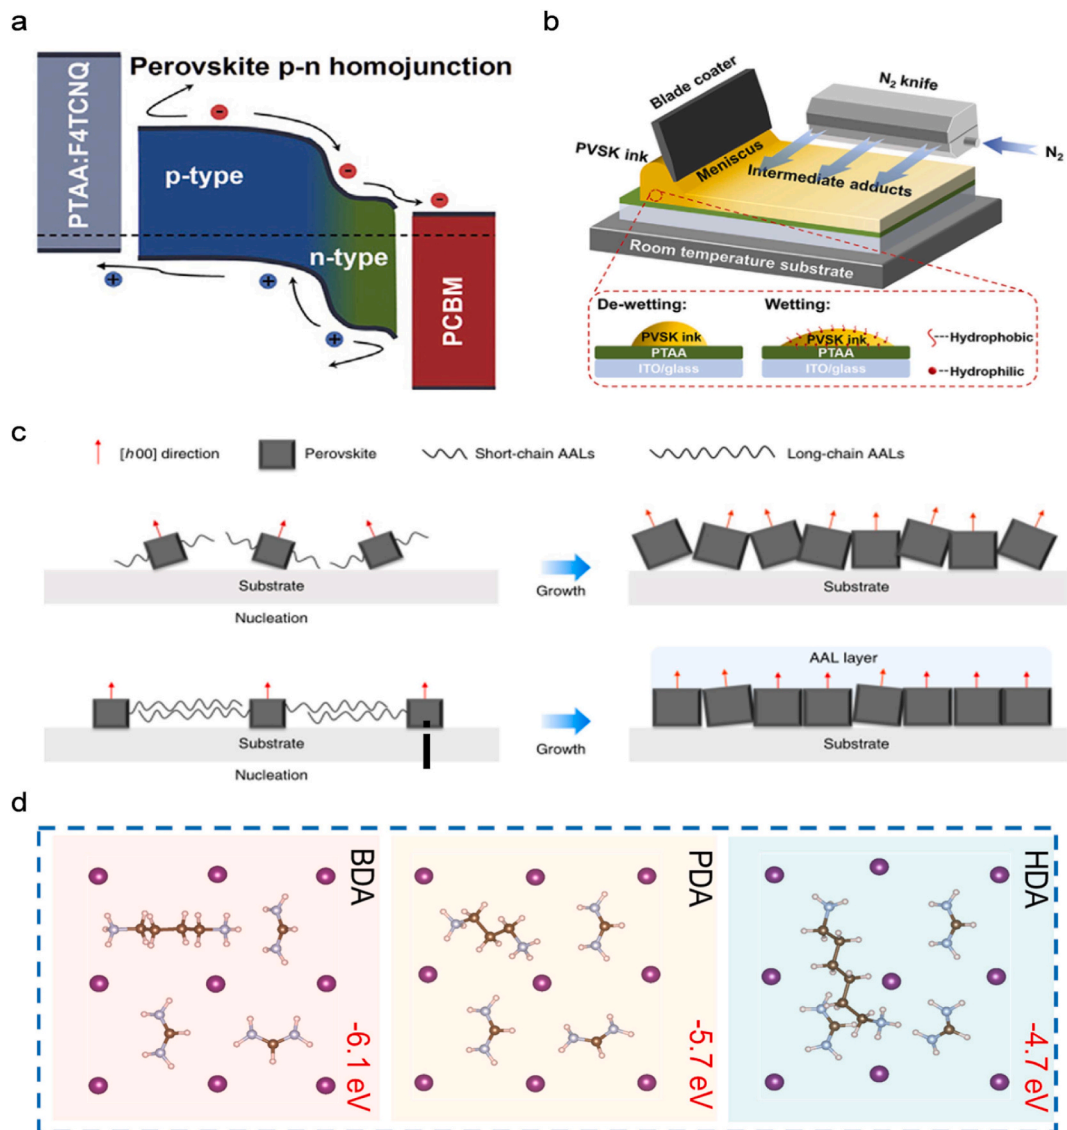 a
Perovskite p-n homojunction
PTAA:F4TCNQ
p-type
n-type
PCBM
b
Blade coater
N₂ knife
PVSK ink
Meniscus
N₂
Intermediate adducts
Room temperature substrate
De-wetting:
Wetting:
PVSK ink
PTAA
ITO/glass
PVSK ink
PTAA
ITO/glass
--Hydrophobic
--Hydrophilic
c
[h00] direction
Perovskite
Short-chain AALs
Long-chain AALs
Substrate
Nucleation
Growth
Substrate
Substrate
Nucleation
Growth
AAL layer
Substrate
d
BDA
-6.1 eV
PDA
-5.7 eV
HDA
-4.7 eV